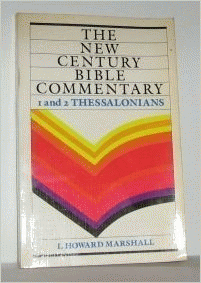 THE
NEW
CENTURY
BIBLE
COMMENTARY
1 and 2 THESSALONIANS
I. HOWARD MARSHALL